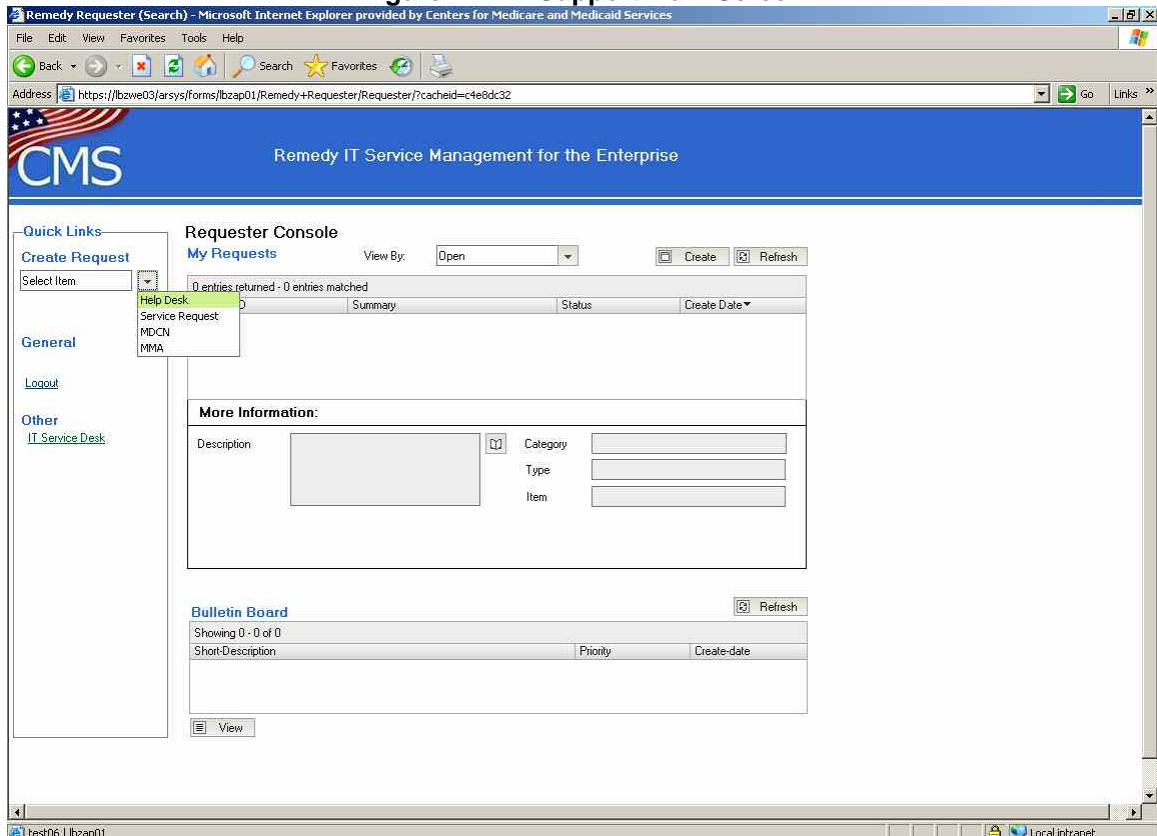 Support
Remedy Requester (Search) - Microsoft Internet Explorer provided by Centers for Medicare and Medicaid Services
File Edit View Favorites Tools Help
Back Search Favorites
Address https://lbzwe03/arsys/forms/lbzap01/Remedy+Requester/Requester/?cacheid=c4e8dc32 Go Links »
CMS
Remedy IT Service Management for the Enterprise
Quick Links
Create Request
Select Item
Help Desk
Service Request
MDCN
MMA
General
Logout
Other
IT Service Desk
Requester Console
My Requests View By: Open Create Refresh
0 entries returned - 0 entries matched
Summary Status Create Date
More Information:
Description Category
Type
Item
Bulletin Board Refresh
Showing 0 - 0 of 0
Short-Description Priority Create-date
View
test06 | lbzap01 Local intranet